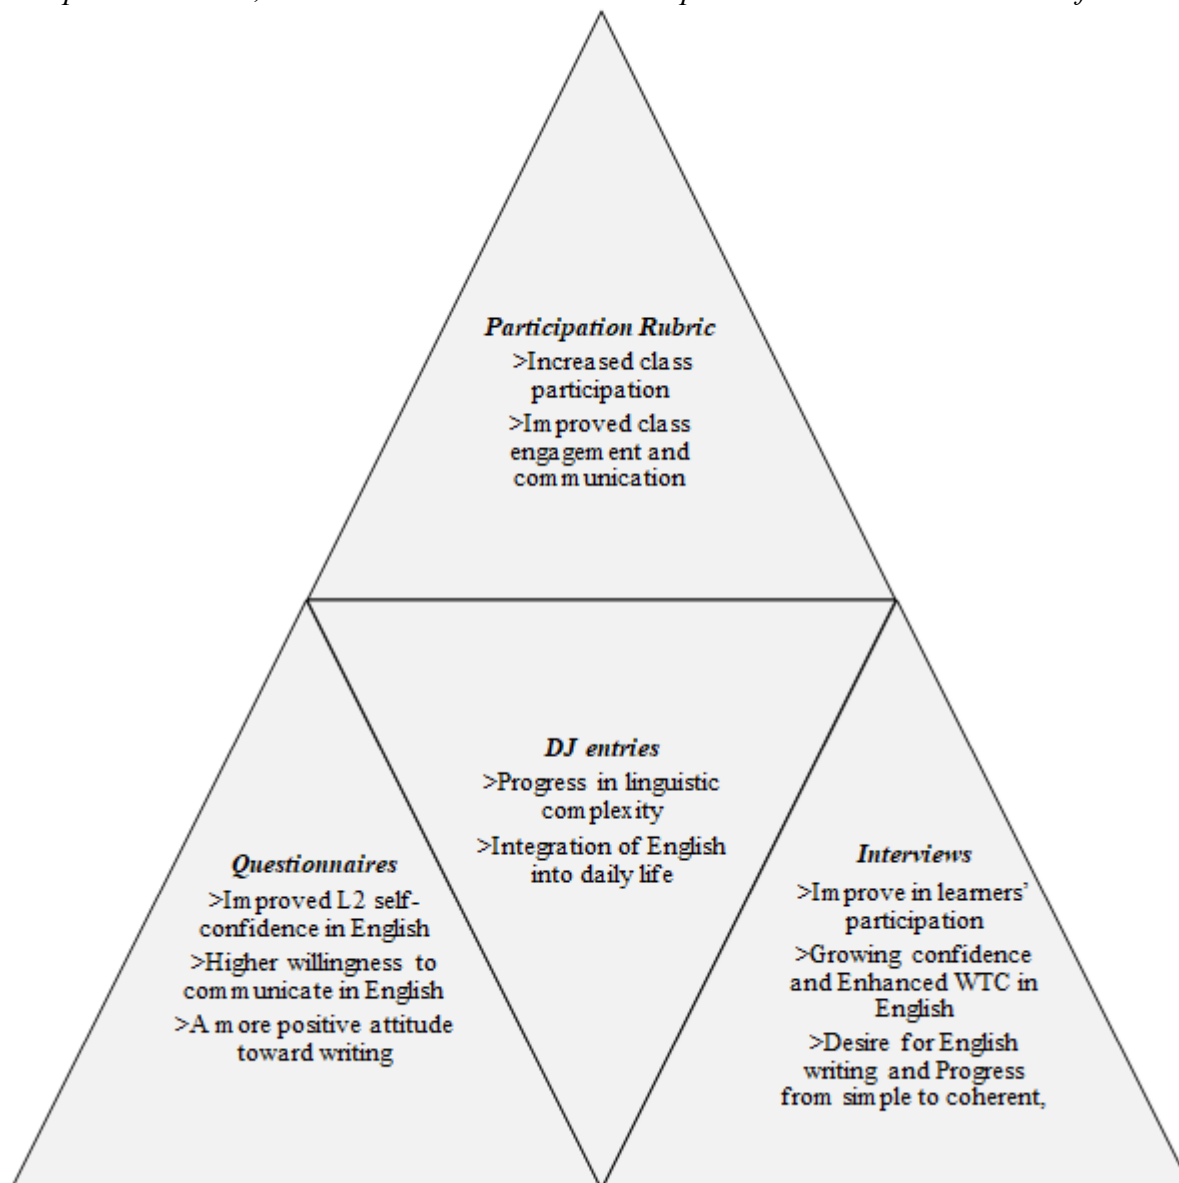 Participation Rubric
>Increased class
participation
>Improved class
engagement and
communication
DJ entries
>Progress in linguistic
complexity
>Integration of English
into daily life
Questionnaires
>Improved L2 self-
confidence in English
>Higher willingness to
communicate in English
>A more positive attitude
toward writing
Interviews
>Improve in learners’
participation
>Growing confidence
and Enhanced WTC in
English
>Desire for English
writing and Progress
from simple to coherent,